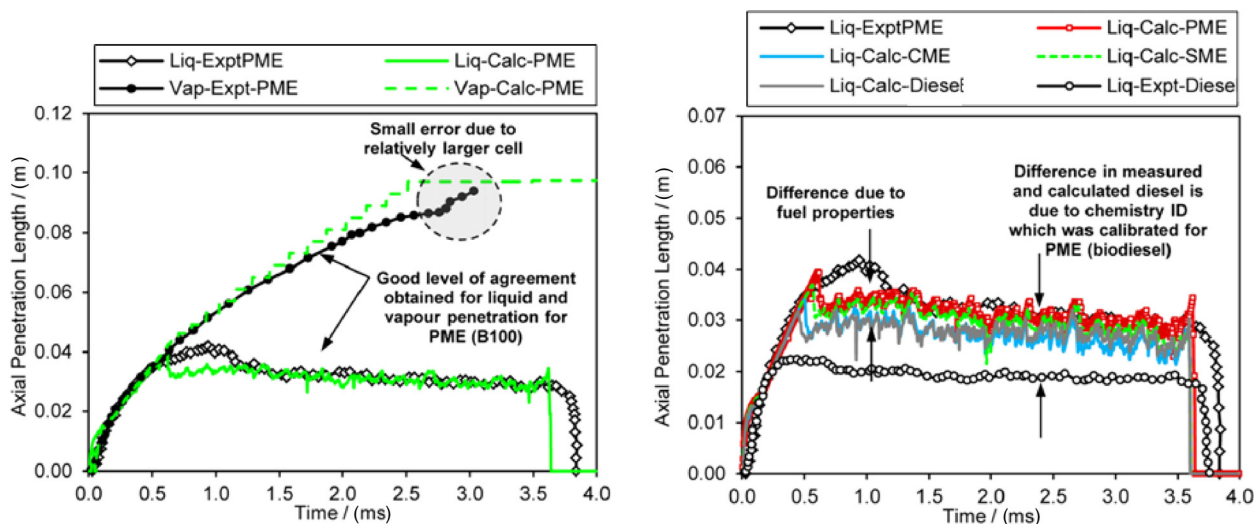 Liq-ExptPME
Liq-Calc-PME
Vap-Expt-PME
Vap-Calc-PME
0.12
0.10
0.08
0.06
0.04
0.02
0.00
Axial Penetration Length / (m)
Small error due to
relatively larger cell
Good level of agreement
obtained for liquid and
vapour penetration for
PME (B100)
0.0 0.5 1.0 1.5 2.0 2.5 3.0 3.5 4.0
Time / (ms)
Liq-ExptPME
Liq-Calc-PME
Liq-Calc-CME
Liq-Calc-SME
Liq-Calc-Diesel
Liq-Expt-Diese
0.07
0.06
0.05
0.04
0.03
0.02
0.01
0.00
Axial Penetration Length / (m)
Difference due to
fuel properties
Difference in measured
and calculated diesel is
due to chemistry ID
which was calibrated for
PME (biodiesel)
0.0 0.5 1.0 1.5 2.0 2.5 3.0 3.5 4.0
Time / (ms)